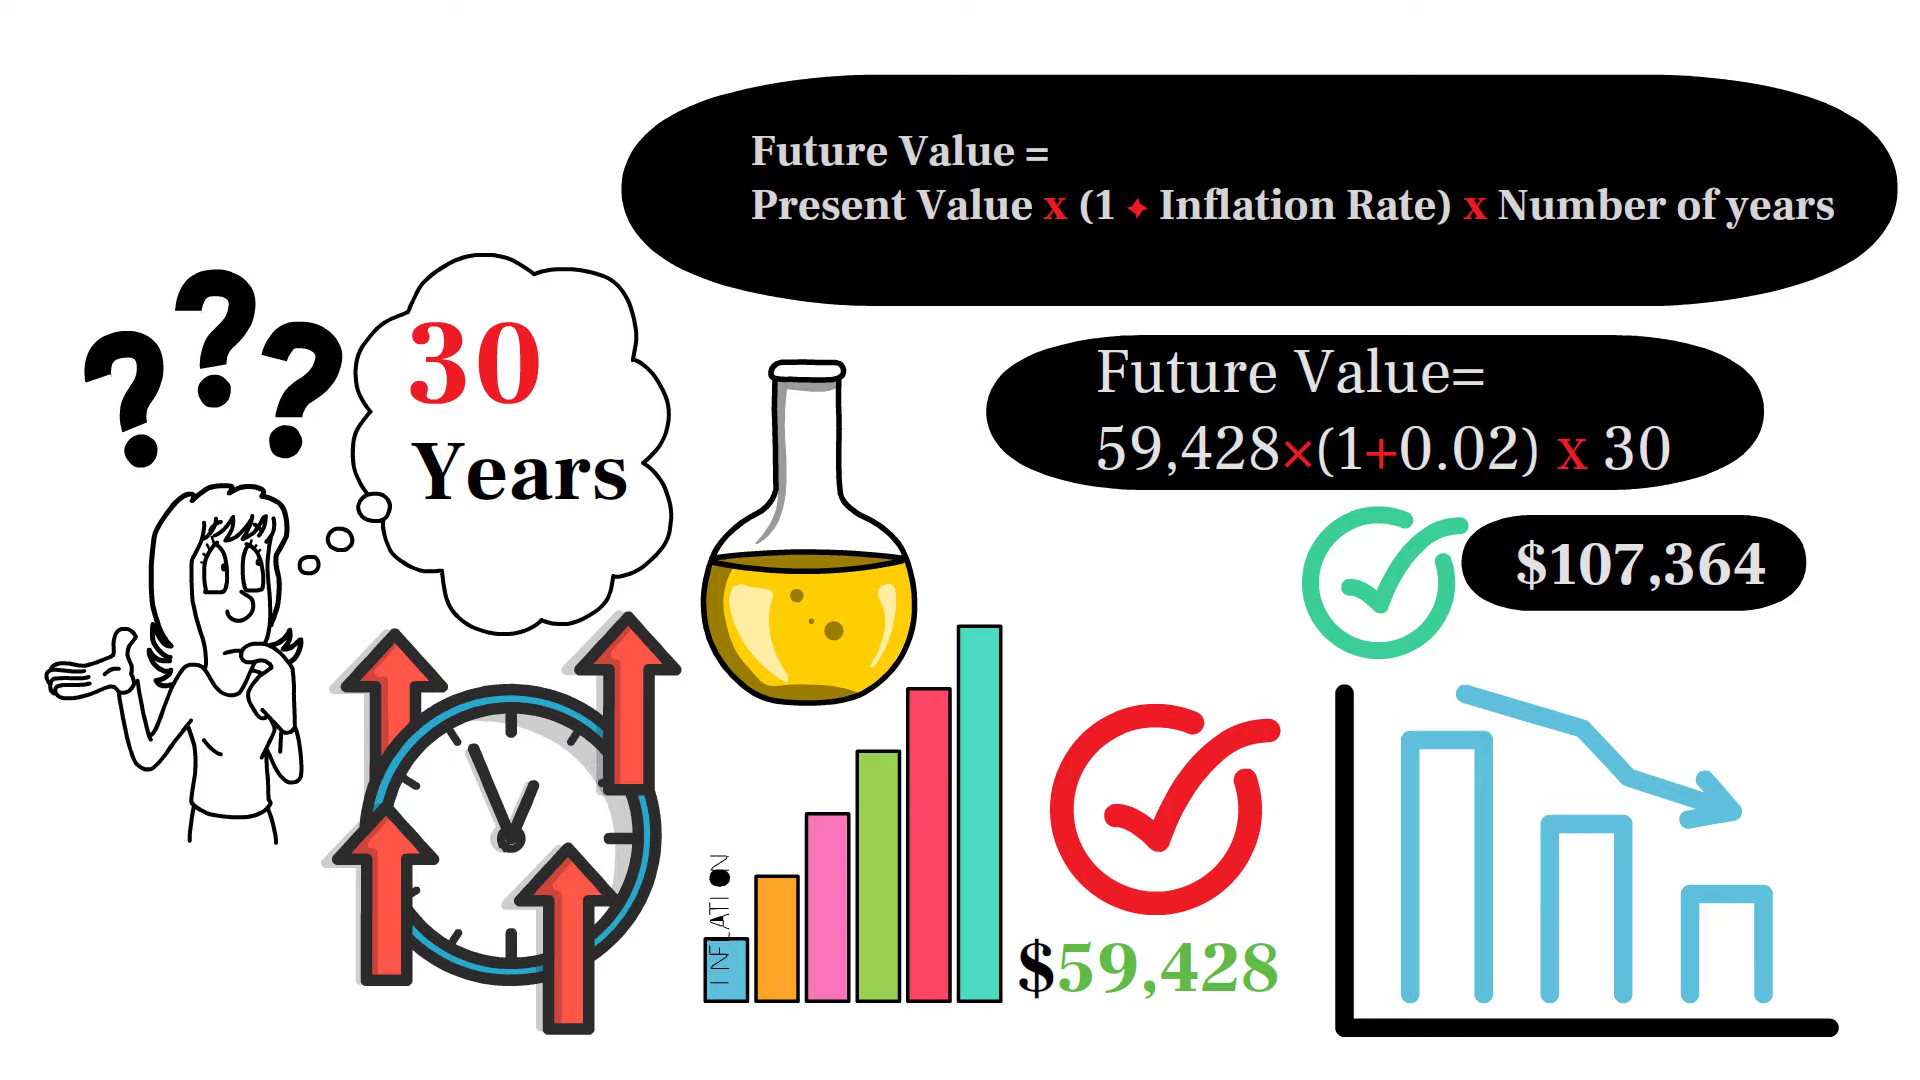 Future Value =
Present Value x (1 + Inflation Rate) x Number of years
30
Years
Future Value=
59,428×(1+0.02) x 30
$107,364
INFLATION
$59,428